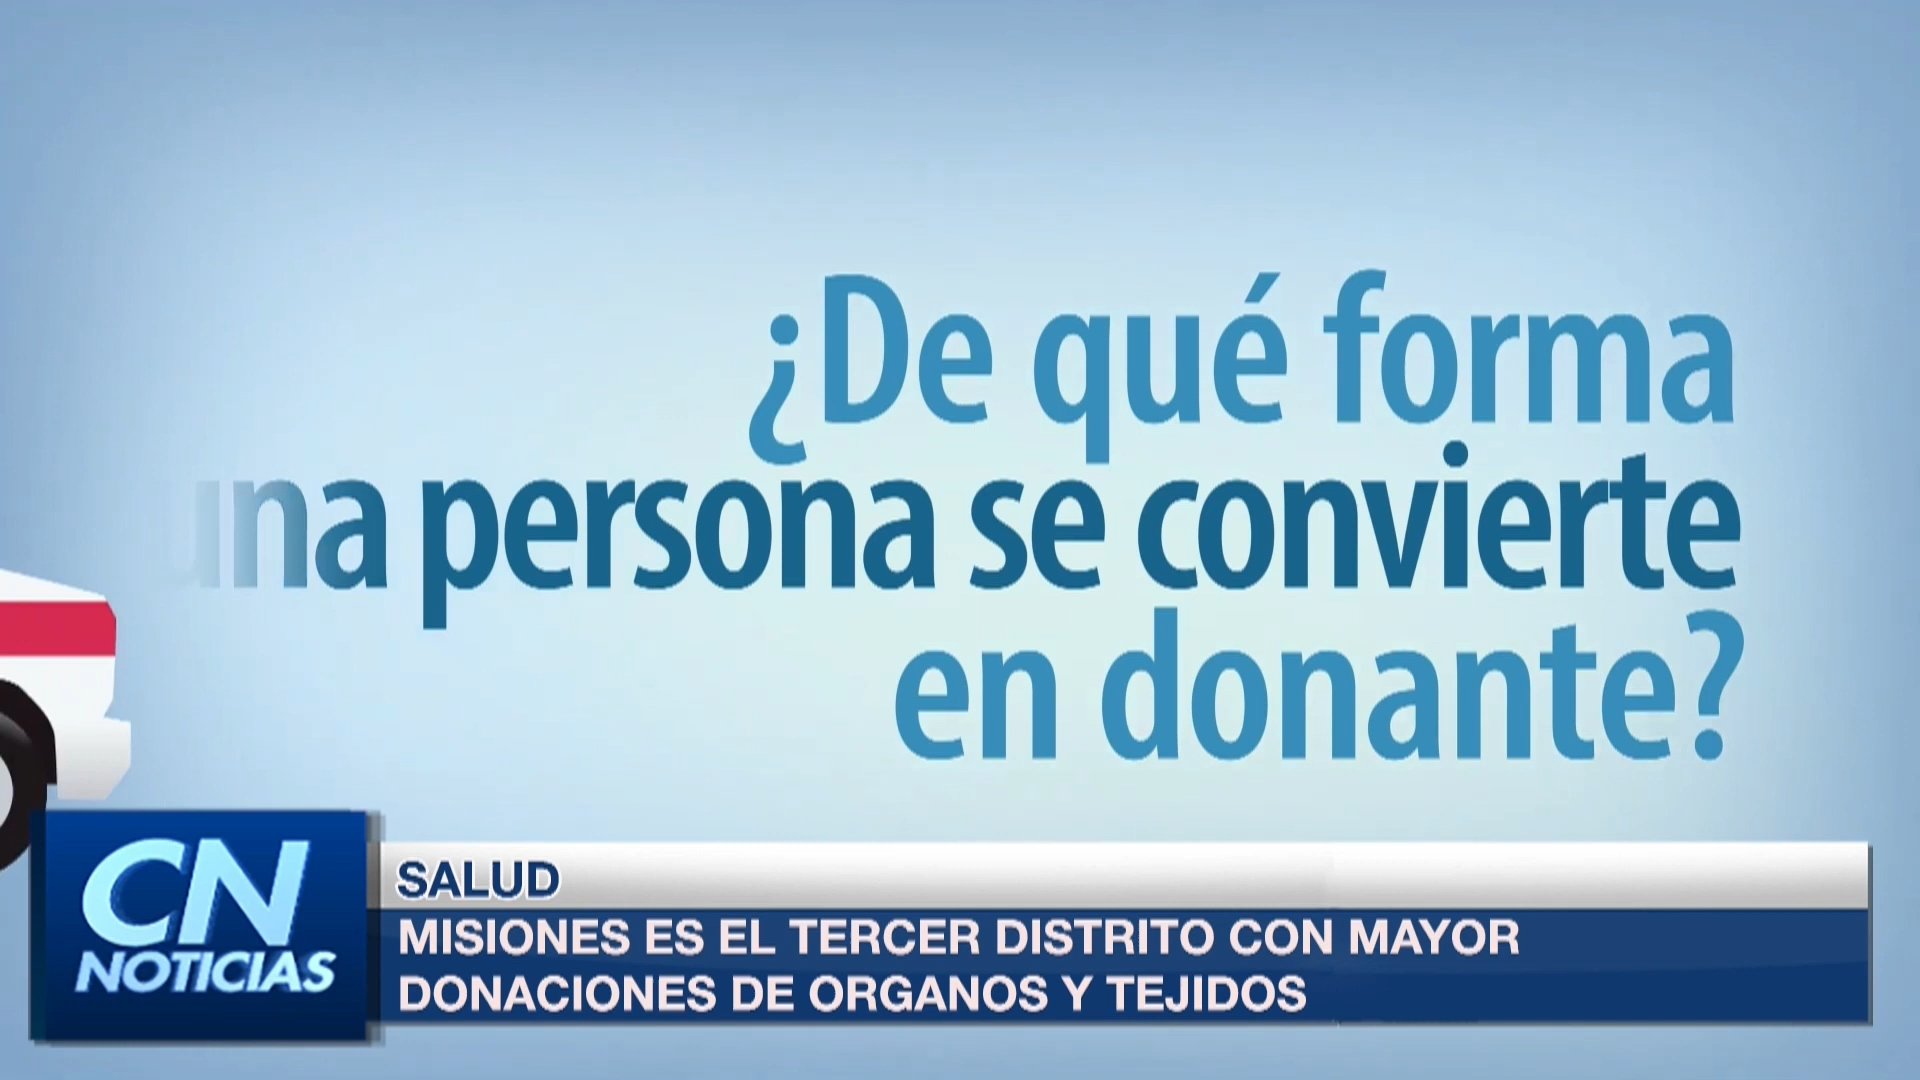 ¿De qué forma
una persona se convierte
en donante?
CN
NOTICIAS
SALUD
MISIONES ES EL TERCER DISTRITO CON MAYOR
DONACIONES DE ORGANOS Y TEJIDOS